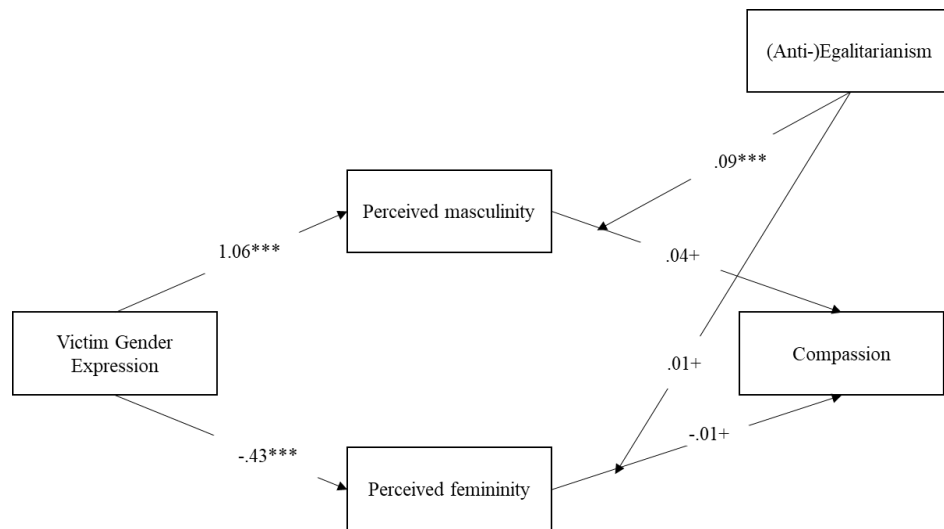 (Anti-)Egalitarianism
.09***
Perceived masculinity
1.06***
.04+
Victim Gender
Expression
Compassion
.01+
-.43***
-.01+
Perceived femininity